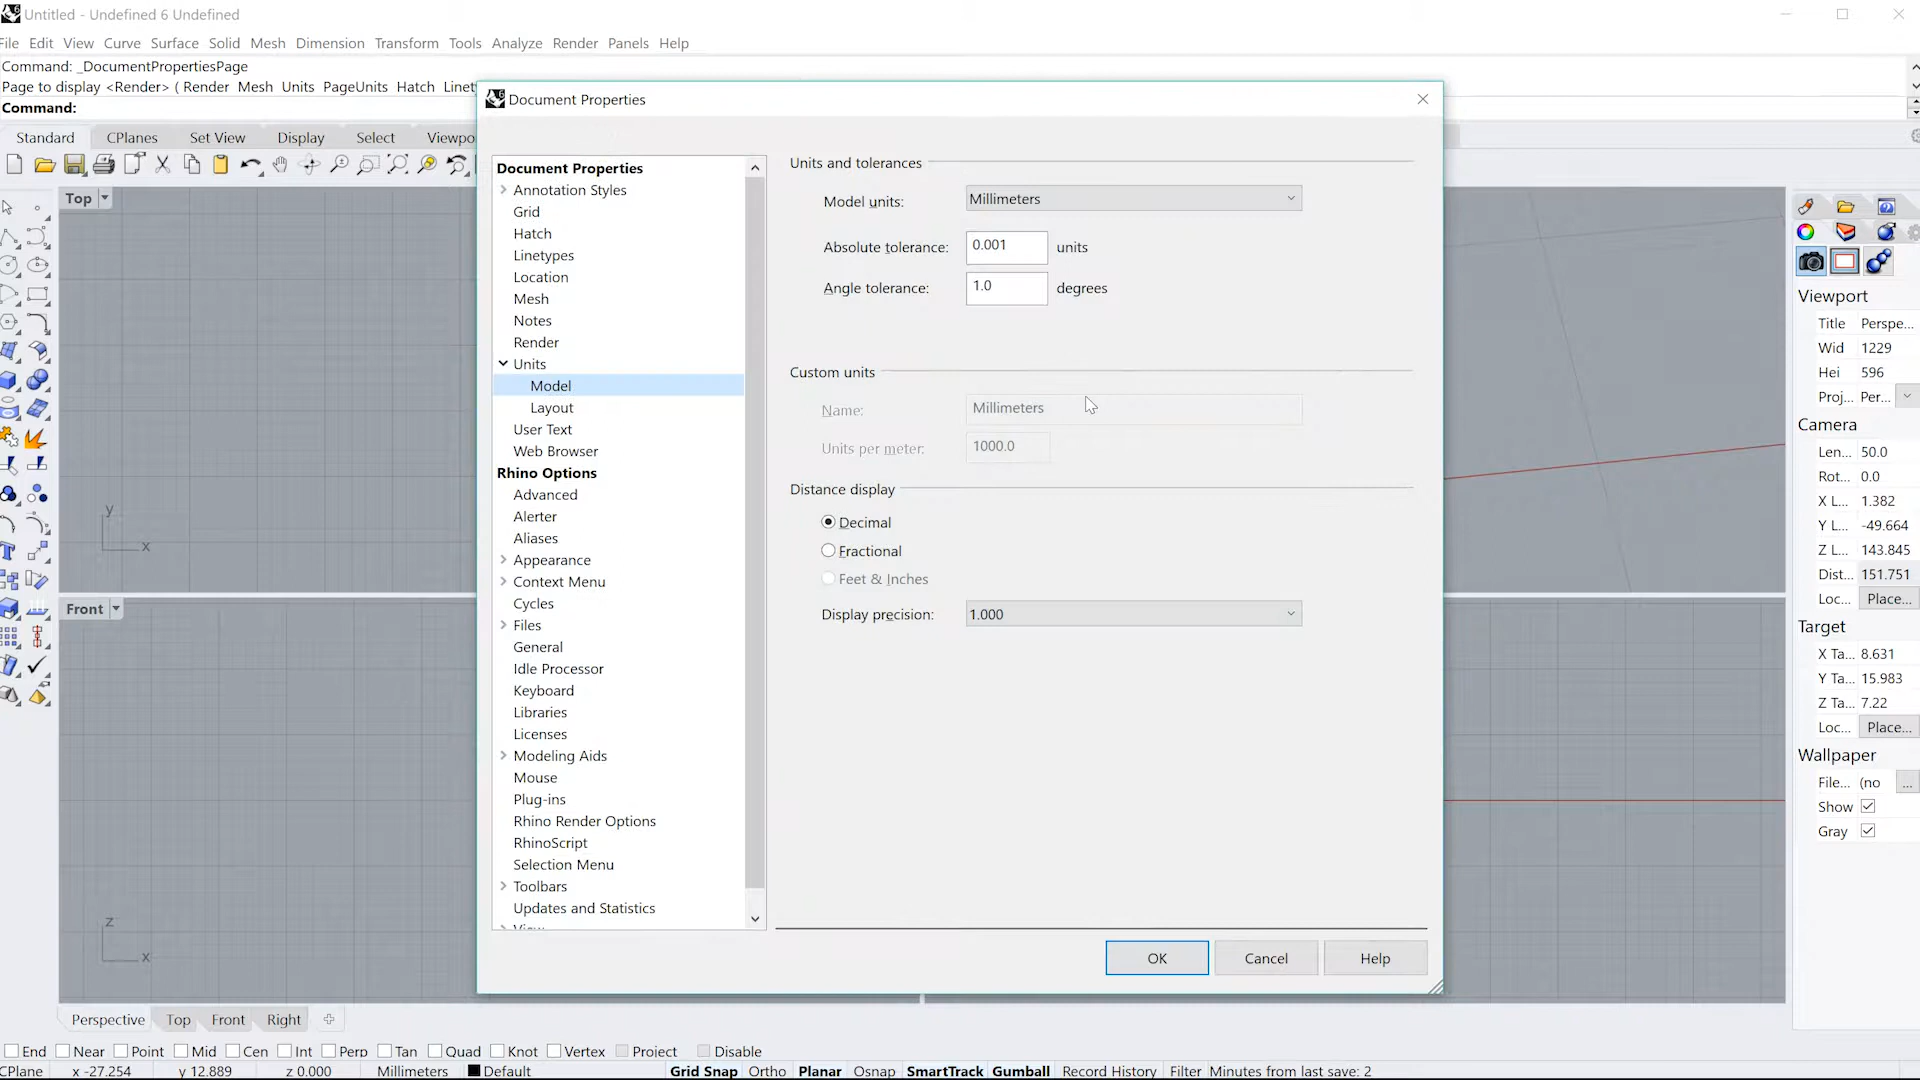 Untitled - Undefined 6 Undefined
File Edit View Curve Surface Solid Mesh Dimension Transform Tools Analyze Render Panels Help
Command: _DocumentPropertiesPage
Page to display <Render> ( Render Mesh Units PageUnits Hatch Linet
Command:
Standard CPlanes Set View Display Select Viewpo
Document Properties
Document Properties
Annotation Styles
Grid
Hatch
Linetypes
Location
Mesh
Notes
Render
Units
Model
Layout
User Text
Web Browser
Rhino Options
Advanced
Alerter
Aliases
Appearance
Context Menu
Cycles
Files
General
Idle Processor
Keyboard
Libraries
Licenses
Modeling Aids
Mouse
Plug-ins
Rhino Render Options
RhinoScript
Selection Menu
Toolbars
Updates and Statistics
View
Units and tolerances
Model units: Millimeters
Absolute tolerance: 0.001 units
Angle tolerance: 1.0 degrees
Custom units
Name: Millimeters
Units per meter: 1000.0
Distance display
Decimal
Fractional
Feet & Inches
Display precision: 1.000
OK Cancel Help
Top
y
x
Front
z
x
Viewport
Title Perspe...
Wid 1229
Hei 596
Proj... Per...
Camera
Len... 50.0
Rot... 0.0
X L... 1.382
Y L... -49.664
Z L... 143.845
Dist... 151.751
Loc... Place...
Target
X Ta... 8.631
Y Ta... 15.983
Z Ta... 7.22
Loc... Place...
Wallpaper
File... (no ...
Show
Gray
Perspective Top Front Right
End Near Point Mid Cen Int Perp Tan Quad Knot Vertex Project Disable
CPlane x -27.254 y 12.889 z 0.000 Millimeters Default Grid Snap Ortho Planar Osnap SmartTrack Gumball Record History Filter Minutes from last save: 2